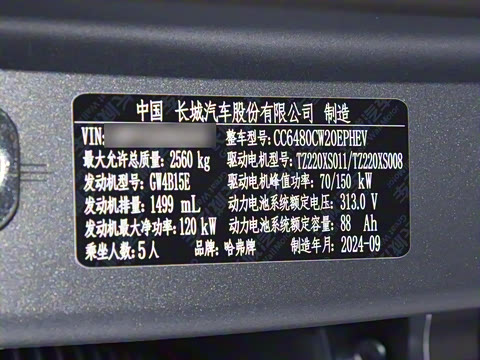 中国 长城汽车股份有限公司 制造
VIN: 整车型号: CC6480CW20EPHEV
最大允许总质量: 2560 kg 驱动电机型号: TZ220XS011/TZ220XS008
发动机型号: GW4B15E 驱动电机峰值功率: 70/150 kW
发动机排量: 1499 mL 动力电池系统额定电压: 313.0 V
发动机最大净功率: 120 kW 动力电池系统额定容量: 88 Ah
乘坐人数: 5人 品牌: 哈弗牌 制造年月: 2024-09